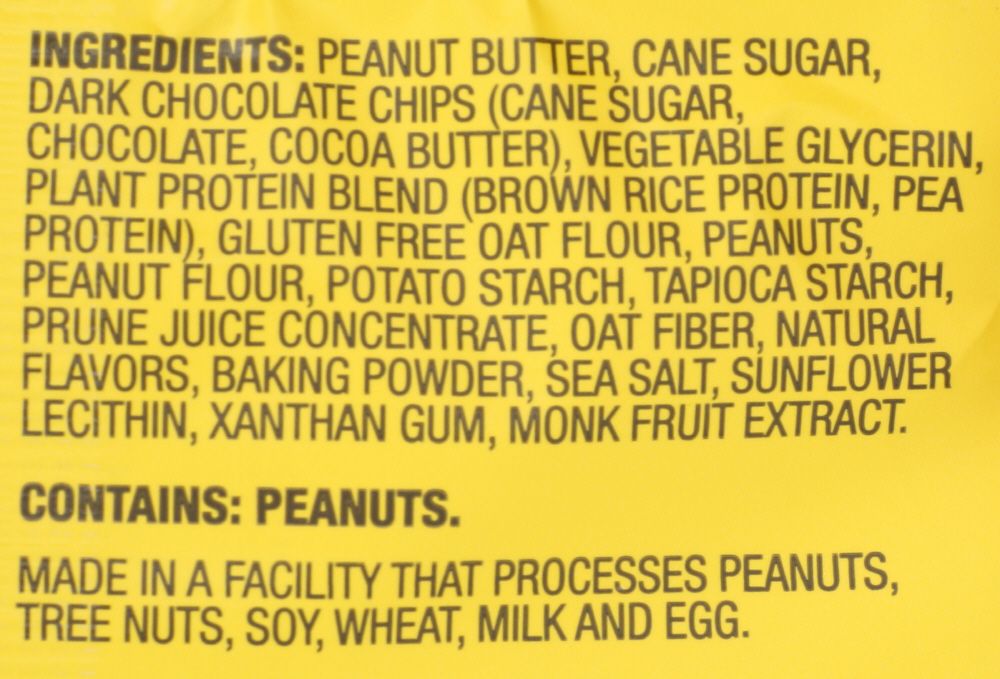 INGREDIENTS: PEANUT BUTTER, CANE SUGAR,
DARK CHOCOLATE CHIPS (CANE SUGAR,
CHOCOLATE, COCOA BUTTER), VEGETABLE GLYCERIN,
PLANT PROTEIN BLEND (BROWN RICE PROTEIN, PEA
PROTEIN), GLUTEN FREE OAT FLOUR, PEANUTS,
PEANUT FLOUR, POTATO STARCH, TAPIOCA STARCH,
PRUNE JUICE CONCENTRATE, OAT FIBER, NATURAL
FLAVORS, BAKING POWDER, SEA SALT, SUNFLOWER
LECITHIN, XANTHAN GUM, MONK FRUIT EXTRACT.
CONTAINS: PEANUTS.
MADE IN A FACILITY THAT PROCESSES PEANUTS,
TREE NUTS, SOY, WHEAT, MILK AND EGG.